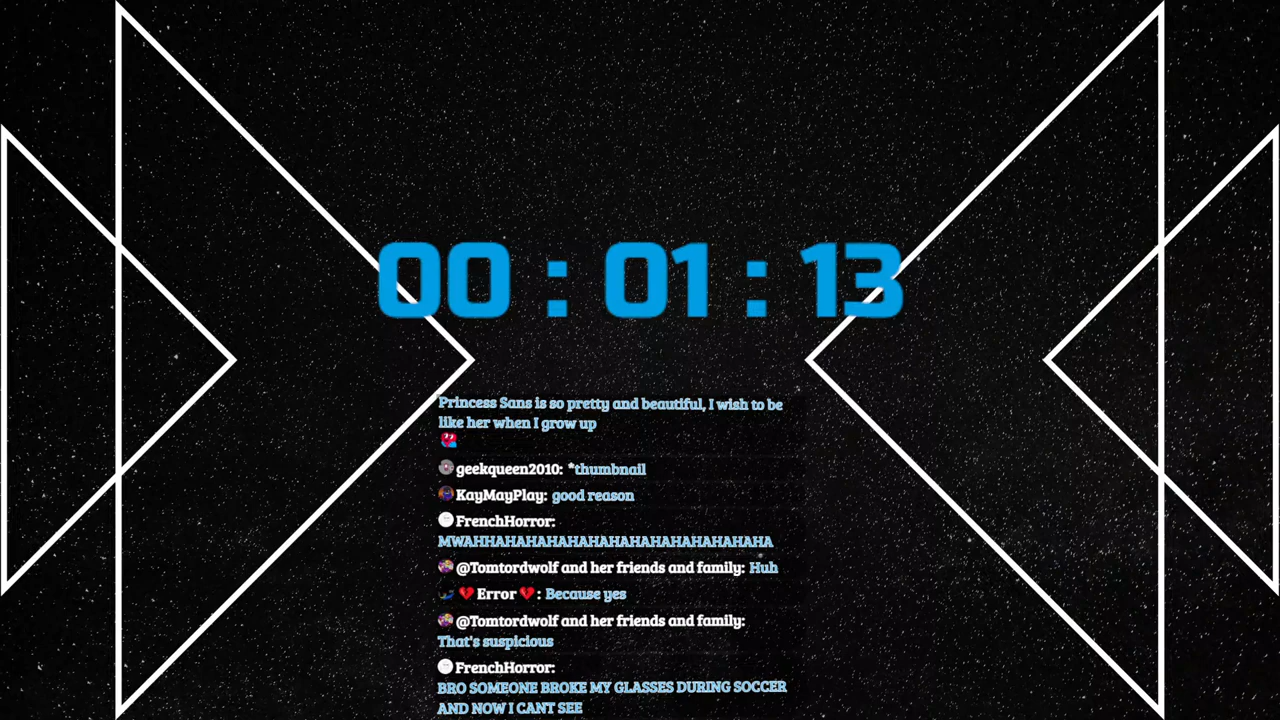 00 : 01 : 13
Princess Sans is so pretty and beautiful, I wish to be
like her when I grow up
geekqueen2010: *thumbnail
KayMayPlay: good reason
FrenchHorror:
MWAHHAHAHAHAHAHAHAHAHAHAHAHAHAHA
@Tomtordwolf and her friends and family: Huh
💔Error💔: Because yes
@Tomtordwolf and her friends and family:
That's suspicious
FrenchHorror:
BRO SOMEONE BROKE MY GLASSES DURING SOCCER
AND NOW I CANT SEE